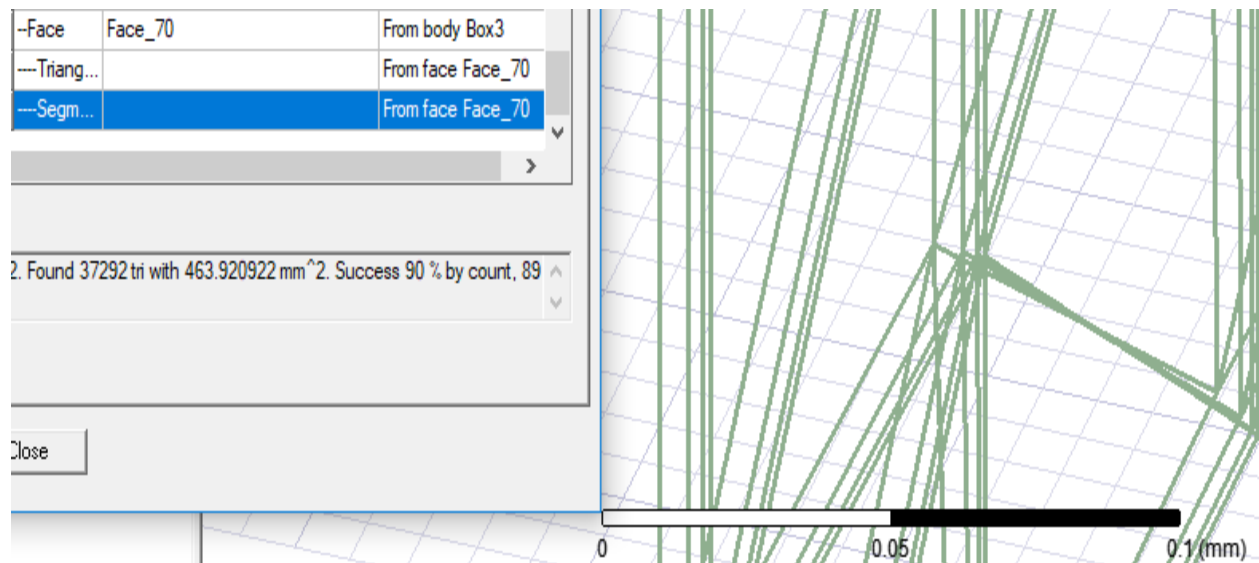 --Face Face_70 From body Box3
----Triang... From face Face_70
----Segm... From face Face_70
2. Found 37292 tri with 463.920922 mm^2. Success 90 % by count, 89
Close
0 0.05 0.1 (mm)